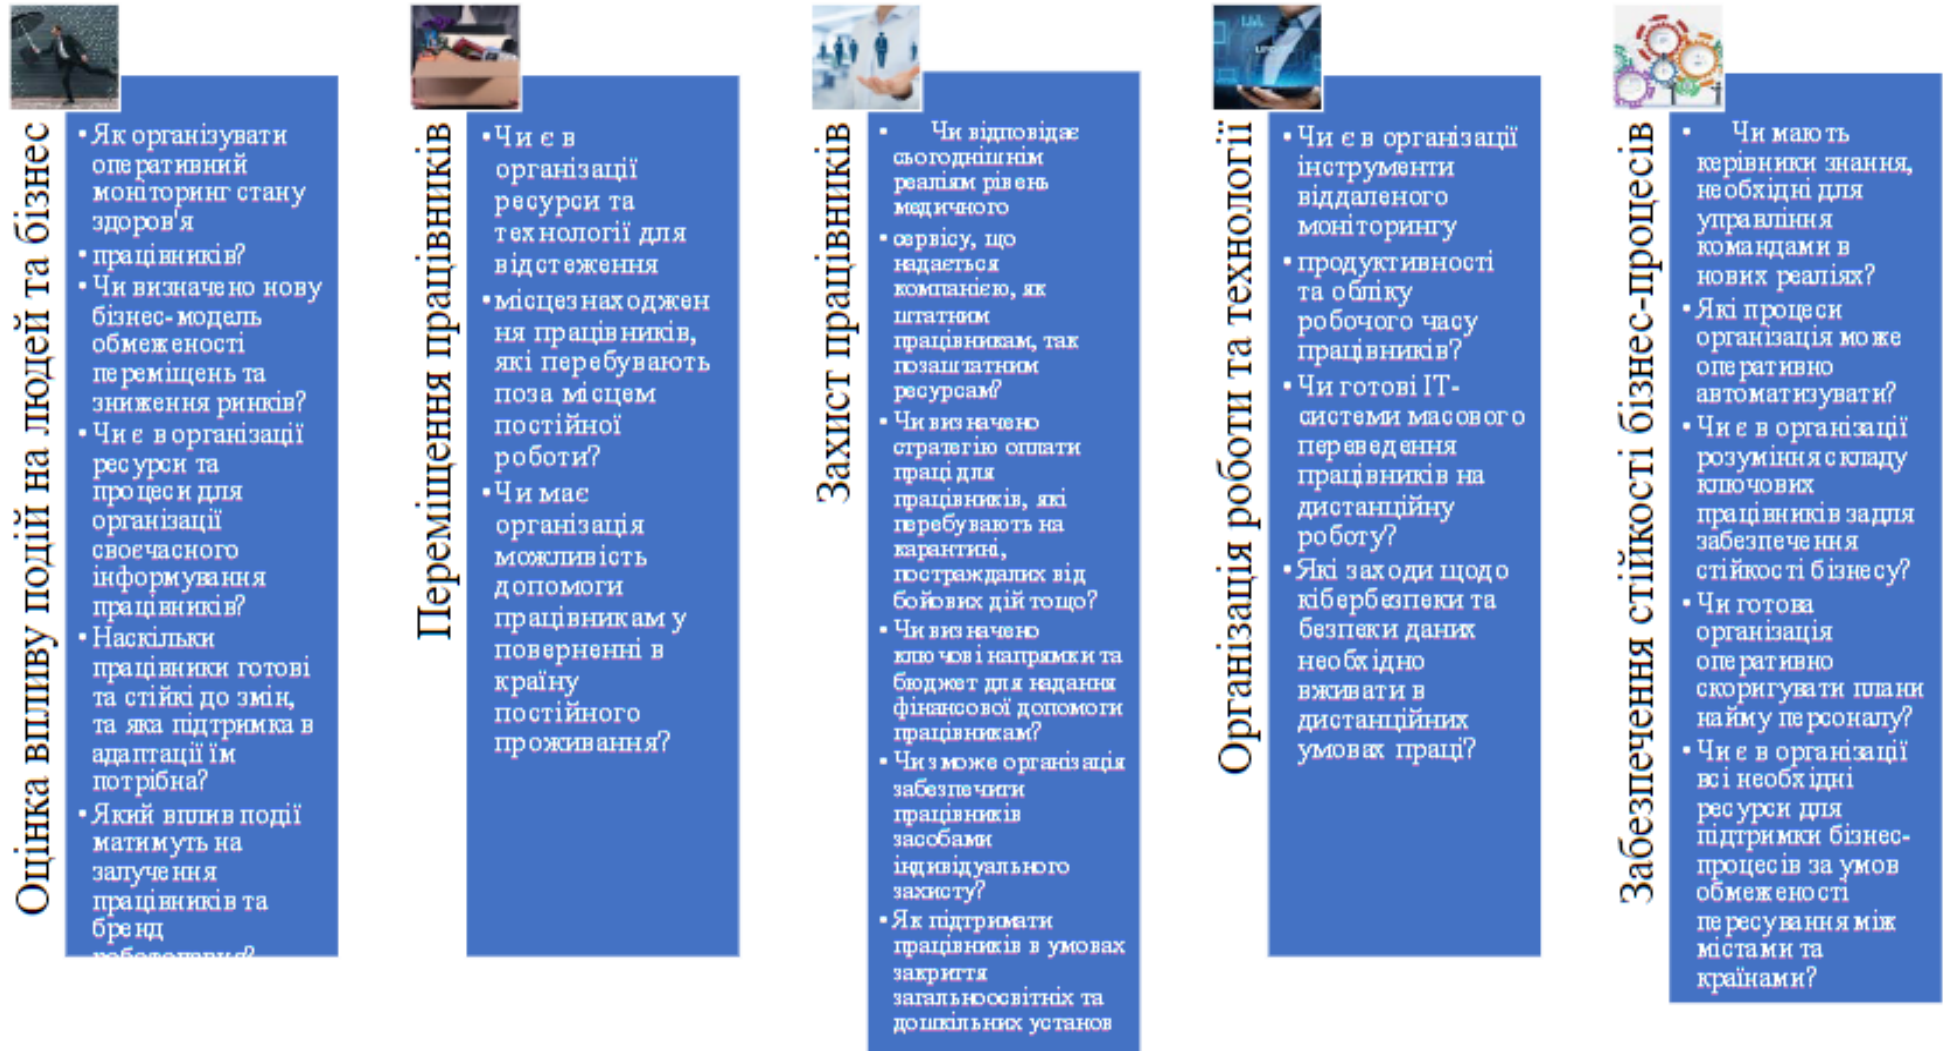 Оцінка впливу подій на людей та бізнес
• Як організувати
оперативний
моніторинг стану
здоров'я
• працівників?
• Чи визначено нову
бізнес-модель
обмеженості
переміщень та
зниження ринків?
• Чи є в організації
ресурси та
процеси для
організації
своєчасного
інформування
працівників?
• Наскільки
працівники готові
та стійкі до змін,
та яка підтримка в
адаптації їм
потрібна?
• Який вплив події
матимуть на
залучення
працівників та
бренд
роботодавця?
Переміщення працівників
• Чи є в
організації
ресурси та
технології для
відстеження
• місцезнаходжен
ня працівників,
які перебувають
поза місцем
постійної
роботи?
• Чи має
організація
можливість
допомоги
працівникам у
поверненні в
країну
постійного
проживання?
Захист працівників
• Чи відповідає
сьогоднішнім
реаліям рівень
медичного
• сервісу, що
надається
компанією, як
штатним
працівникам, так
позаштатним
ресурсам?
• Чи визначено
стратегію оплати
праці для
працівників, які
перебувають на
карантині,
постраждалих від
бойових дій тощо?
• Чи визначено
ключові напрямки та
бюджет для надання
фінансової допомоги
працівникам?
• Чи зможе організація
забезпечити
працівників
засобами
індивідуального
захисту?
• Як підтримати
працівників в умовах
закриття
загальноосвітніх та
дошкільних установ
Організація роботи та технології
• Чи є в організації
інструменти
віддаленого
моніторингу
• продуктивності
та обліку
робочого часу
працівників?
• Чи готові ІТ-
системи масового
переведення
працівників на
дистанційну
роботу?
• Які заходи щодо
кібербезпеки та
безпеки даних
необхідно
вживати в
дистанційних
умовах праці?
Забезпечення стійкості бізнес-процесів
• Чи мають
керівники знання,
необхідні для
управління
командами в
нових реаліях?
• Які процеси
організація може
оперативно
автоматизувати?
• Чи є в організації
розуміння складу
ключових
працівників задля
забезпечення
стійкості бізнесу?
• Чи готова
організація
оперативно
скоригувати плани
найму персоналу?
• Чи є в організації
всі необхідні
ресурси для
підтримки бізнес-
процесів за умов
обмеженості
пересування між
містами та
країнами?